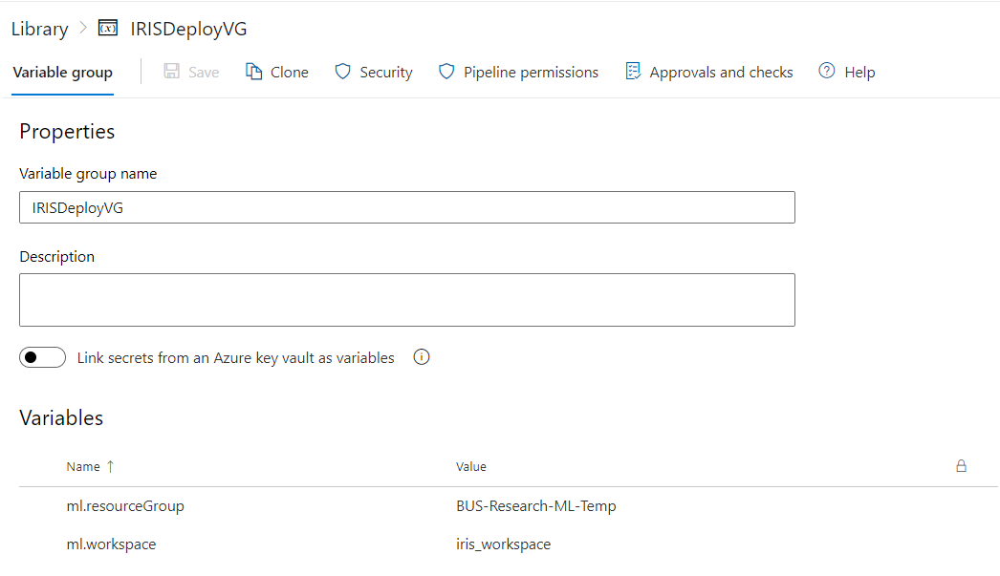 Library > (x) IRISDeployVG
Variable group Save Clone Security Pipeline permissions Approvals and checks ? Help
Properties
Variable group name
IRISDeployVG
Description
Link secrets from an Azure key vault as variables i
Variables
Name ↑ Value
ml.resourceGroup BUS-Research-ML-Temp
ml.workspace iris_workspace